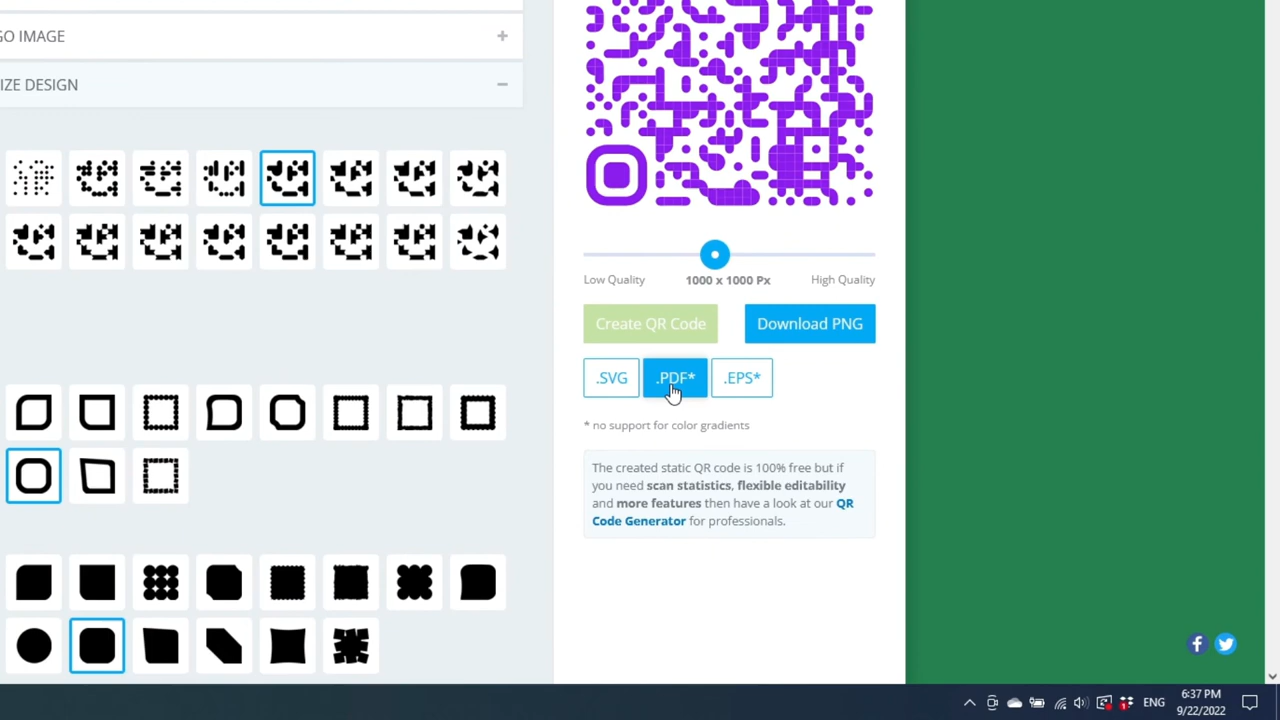 GO IMAGE
IZE DESIGN
Low Quality 1000 x 1000 Px High Quality
Create QR Code Download PNG
.SVG .PDF* .EPS*
* no support for color gradients
The created static QR code is 100% free but if
you need scan statistics, flexible editability
and more features then have a look at our QR
Code Generator for professionals.
ENG
6:37 PM
9/22/2022